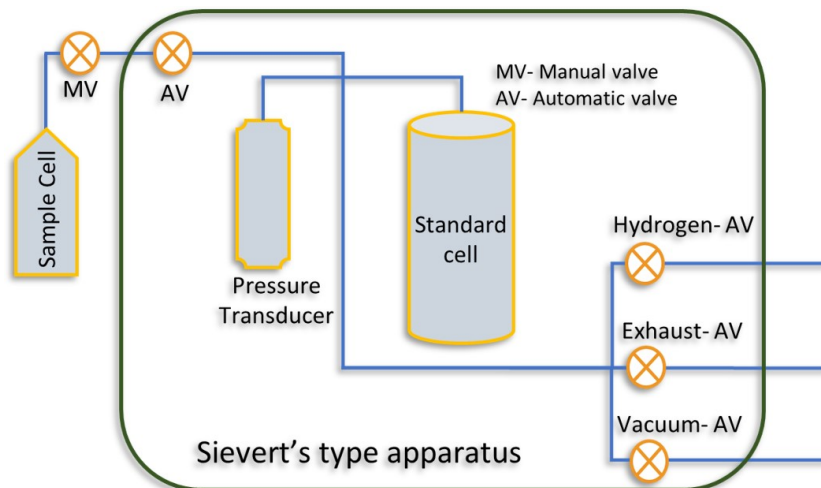 MV
AV
MV- Manual valve
AV- Automatic valve
Sample Cell
Standard
cell
Pressure
Transducer
Hydrogen- AV
Exhaust- AV
Vacuum- AV
Sievert's type apparatus